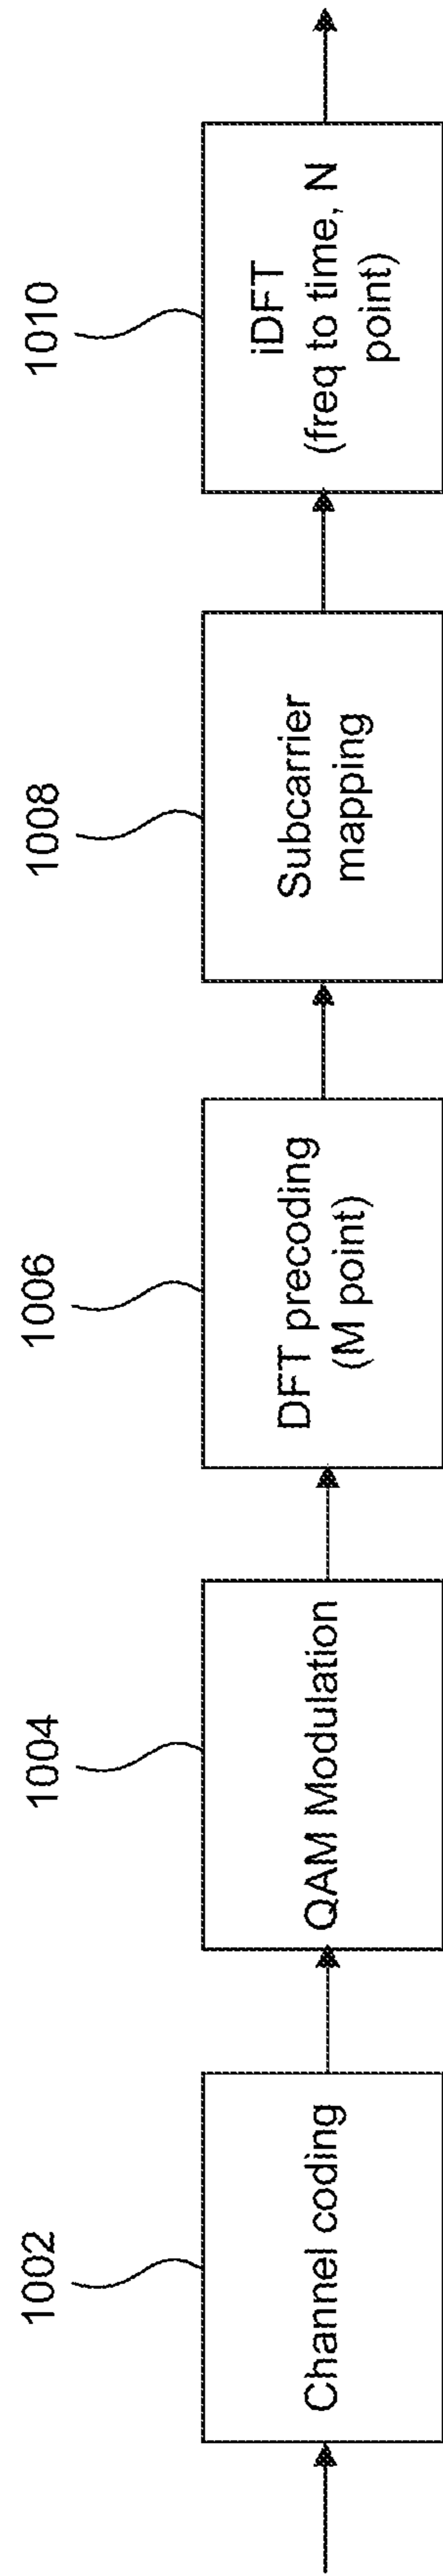 1002
Channel coding
1004
QAM Modulation
1006
DFT precoding
(M point)
1008
Subcarrier
mapping
1010
iDFT
(freq to time, N
point)